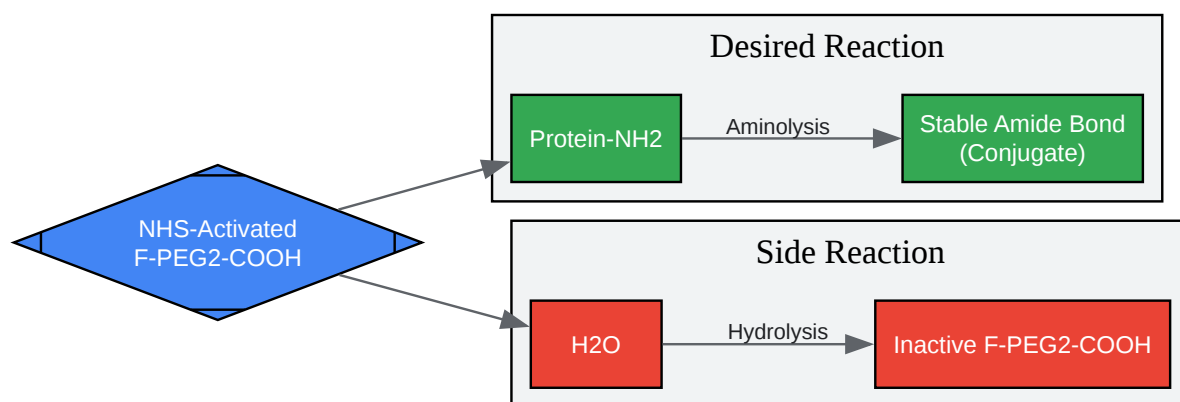 Desired Reaction
Protein-NH2
Aminolysis
Stable Amide Bond
(Conjugate)
NHS-Activated
F-PEG2-COOH
Side Reaction
H2O
Hydrolysis
Inactive F-PEG2-COOH